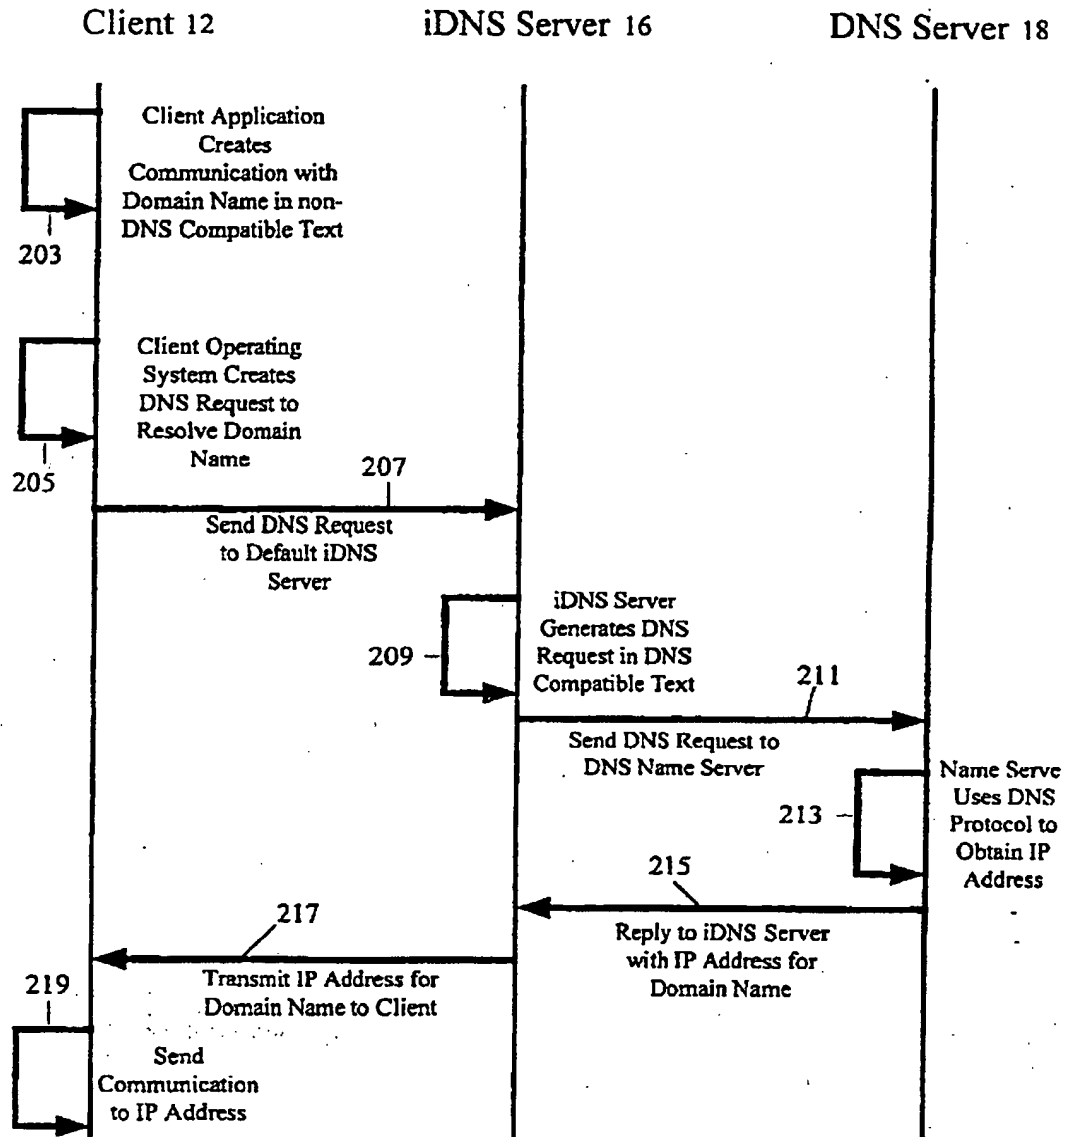 Client 12
iDNS Server 16
DNS Server 18
Client Application
Creates
Communication with
Domain Name in non-
DNS Compatible Text
203
Client Operating
System Creates
DNS Request to
Resolve Domain
Name
205
207
Send DNS Request
to Default iDNS
Server
iDNS Server
Generates DNS
Request in DNS
Compatible Text
209
211
Send DNS Request to
DNS Name Server
Name Serve
Uses DNS
Protocol to
Obtain IP
Address
213
215
Reply to iDNS Server
with IP Address for
Domain Name
217
Transmit IP Address for
Domain Name to Client
219
Send
Communication
to IP Address